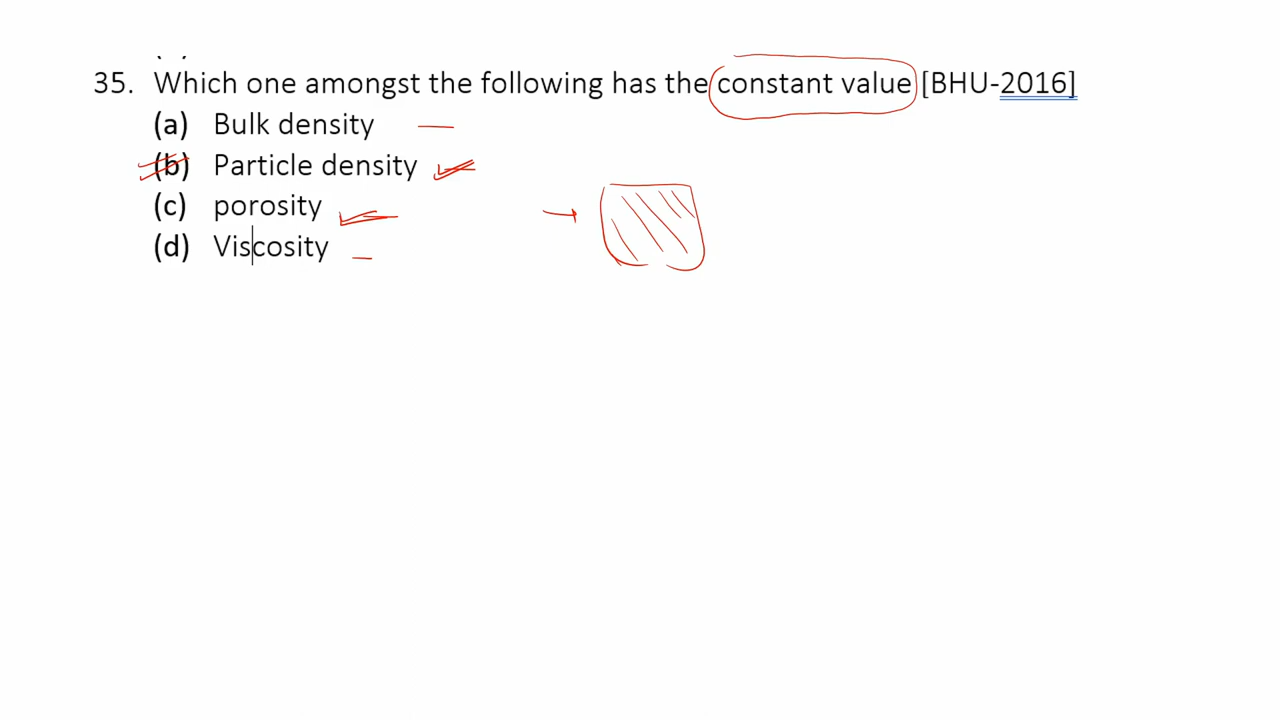 35. Which one amongst the following has the constant value [BHU-2016]
(a) Bulk density
(b) Particle density
(c) porosity
(d) Viscosity